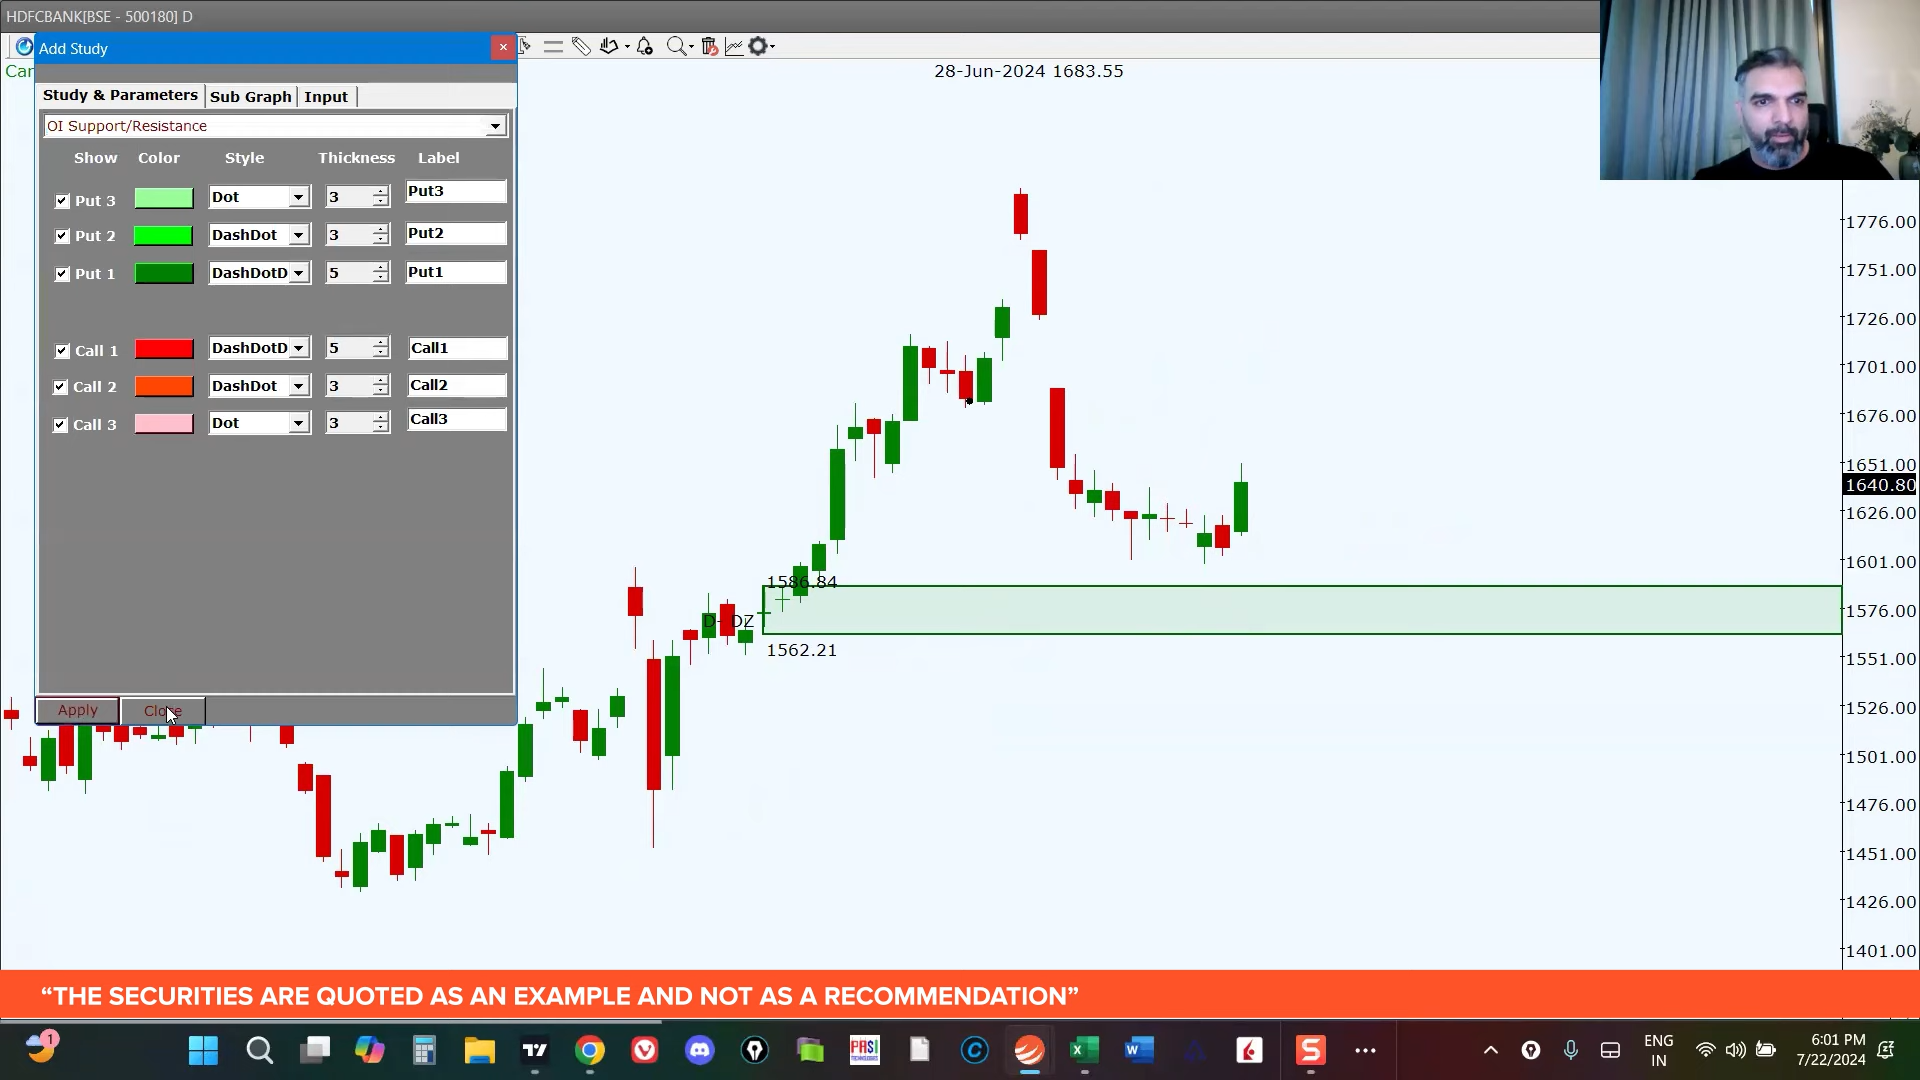 HDFCBANK[BSE - 500180] D
Add Study
Car
28-Jun-2024 1683.55
Study & Parameters
Sub Graph
Input
OI Support/Resistance
Show
Color
Style
Thickness
Label
Put 3
Dot
3
Put3
Put 2
DashDot
3
Put2
Put 1
DashDotD
5
Put1
Call 1
DashDotD
5
Call1
Call 2
DashDot
3
Call2
Call 3
Dot
3
Call3
Apply
Close
1586.84
D- DZ
1562.21
1776.00
1751.00
1726.00
1701.00
1676.00
1651.00
1640.80
1626.00
1601.00
1576.00
1551.00
1526.00
1501.00
1476.00
1451.00
1426.00
1401.00
“THE SECURITIES ARE QUOTED AS AN EXAMPLE AND NOT AS A RECOMMENDATION”
1
ENG
IN
6:01 PM
7/22/2024